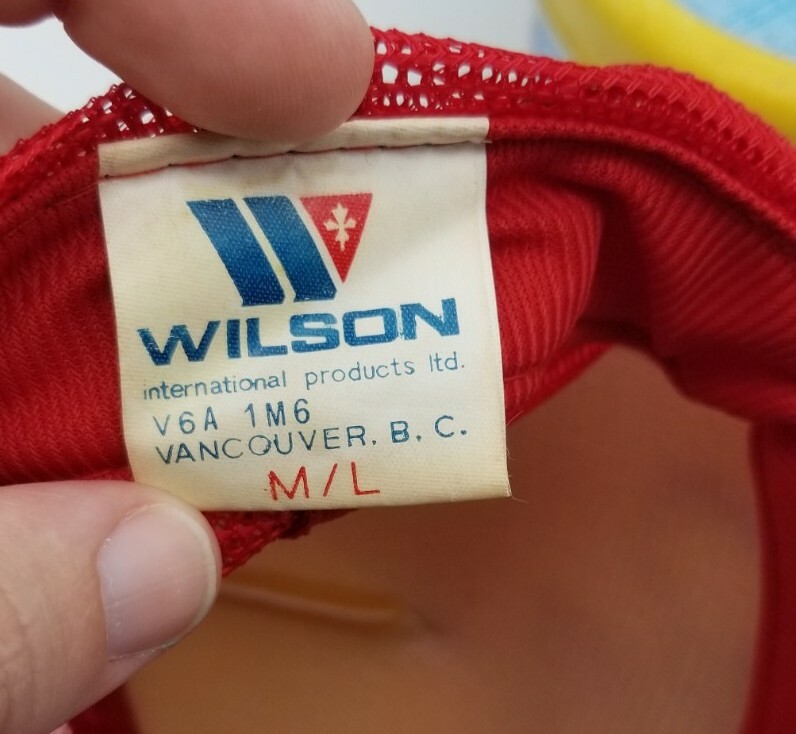 WILSON
international products ltd.
V6A 1M6
VANCOUVER, B. C.
M/L